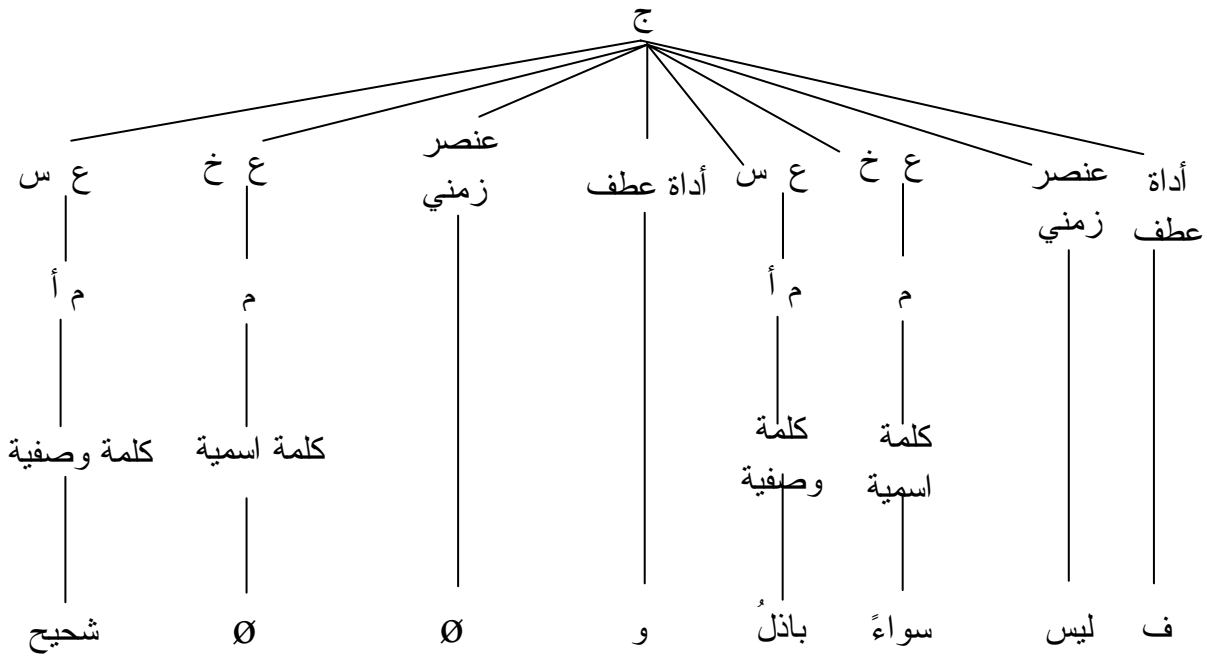 ج
أداة عطف
عنصر زمني
ع خ
ع س
أداة عطف
عنصر زمني
ع خ
ع س
م
م أ
م
م أ
كلمة اسمية
كلمة وصفية
كلمة اسمية
كلمة وصفية
ف
ليس
سواءً
باذلُ
و
Ø
Ø
شحيح